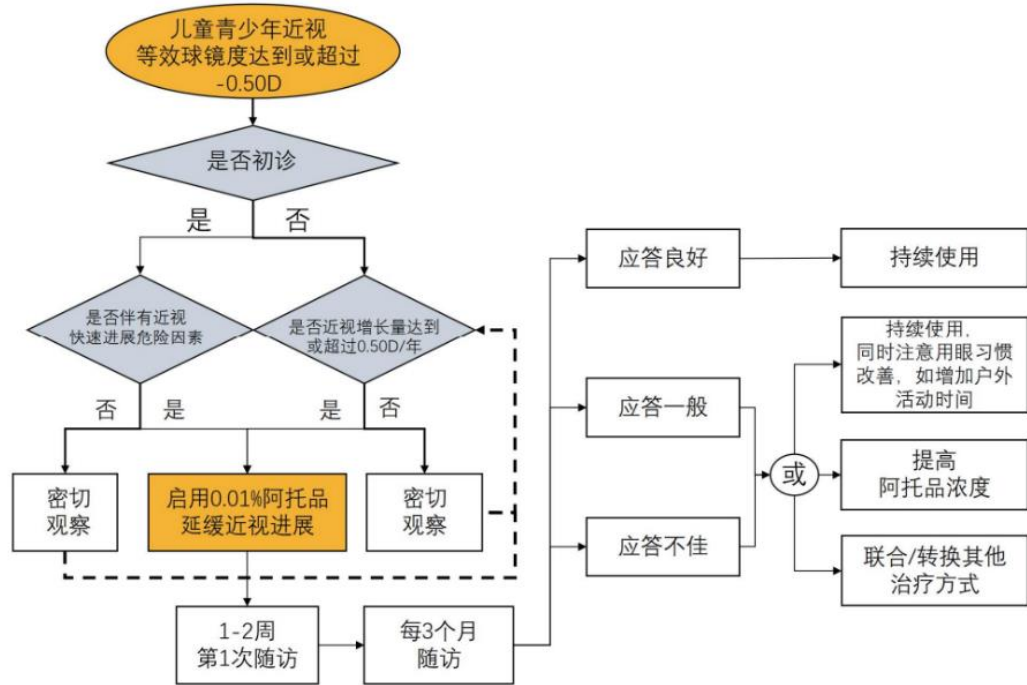 儿童青少年近视
等效球镜度达到或超过
-0.50D
是否初诊
是
否
是否伴有近视
快速进展危险因素
是否近视增长量达到
或超过0.50D/年
否
是
是
否
密切
观察
启用0.01%阿托品
延缓近视进展
密切
观察
1-2周
第1次随访
每3个月
随访
应答良好
持续使用
应答一般
应答不佳
或
持续使用,
同时注意用眼习惯
改善，如增加户外
活动时间
提高
阿托品浓度
联合/转换其他
治疗方式